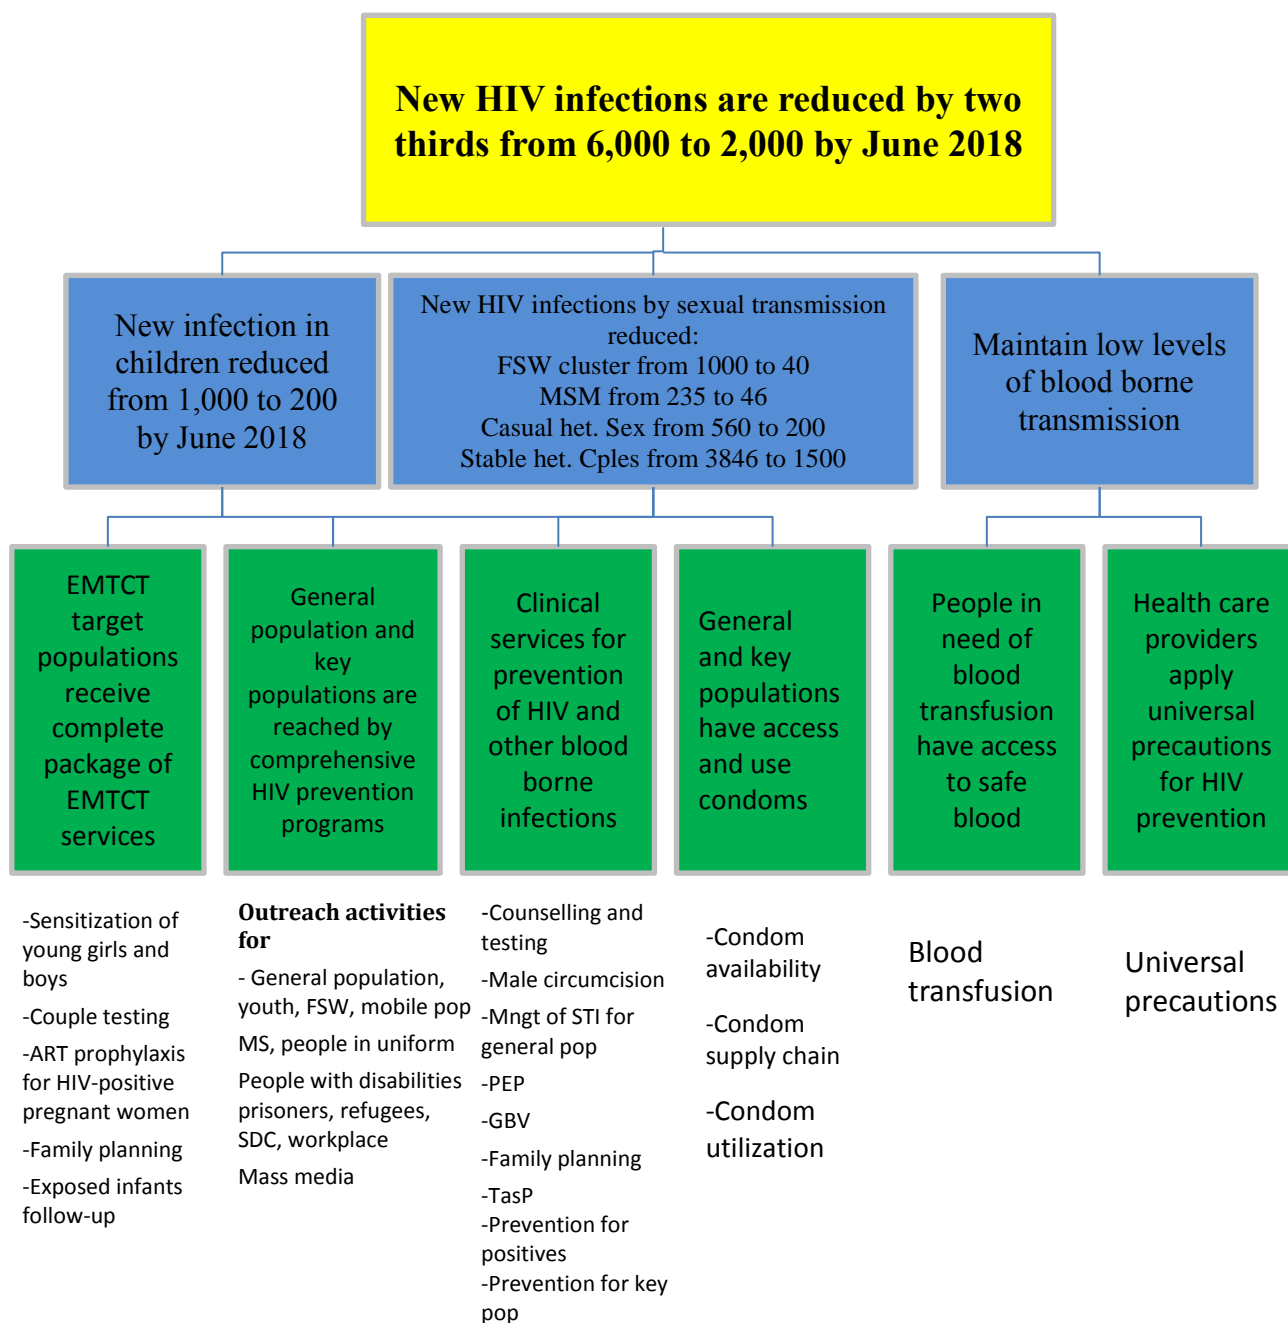 New HIV infections are reduced by two
thirds from 6,000 to 2,000 by June 2018
New infection in
children reduced
from 1,000 to 200
by June 2018
New HIV infections by sexual transmission
reduced:
FSW cluster from 1000 to 40
MSM from 235 to 46
Casual het. Sex from 560 to 200
Stable het. Cples from 3846 to 1500
Maintain low levels
of blood borne
transmission
EMTCT
target
populations
receive
complete
package of
EMTCT
services
General
population and
key
populations are
reached by
comprehensive
HIV prevention
programs
Clinical
services for
prevention
of HIV and
other blood
borne
infections
General
and key
populations
have access
and use
condoms
People in
need of
blood
transfusion
have access
to safe
blood
Health care
providers
apply
universal
precautions
for HIV
prevention
-Sensitization of
young girls and
boys
-Couple testing
-ART prophylaxis
for HIV-positive
pregnant women
-Family planning
-Exposed infants
follow-up
Outreach activities
for
- General population,
youth, FSW, mobile pop
MS, people in uniform
People with disabilities
prisoners, refugees,
SDC, workplace
Mass media
-Counselling and
testing
-Male circumcision
-Mngt of STI for
general pop
-PEP
-GBV
-Family planning
-TasP
-Prevention for
positives
-Prevention for key
pop
-Condom
availability
-Condom
supply chain
-Condom
utilization
Blood
transfusion
Universal
precautions